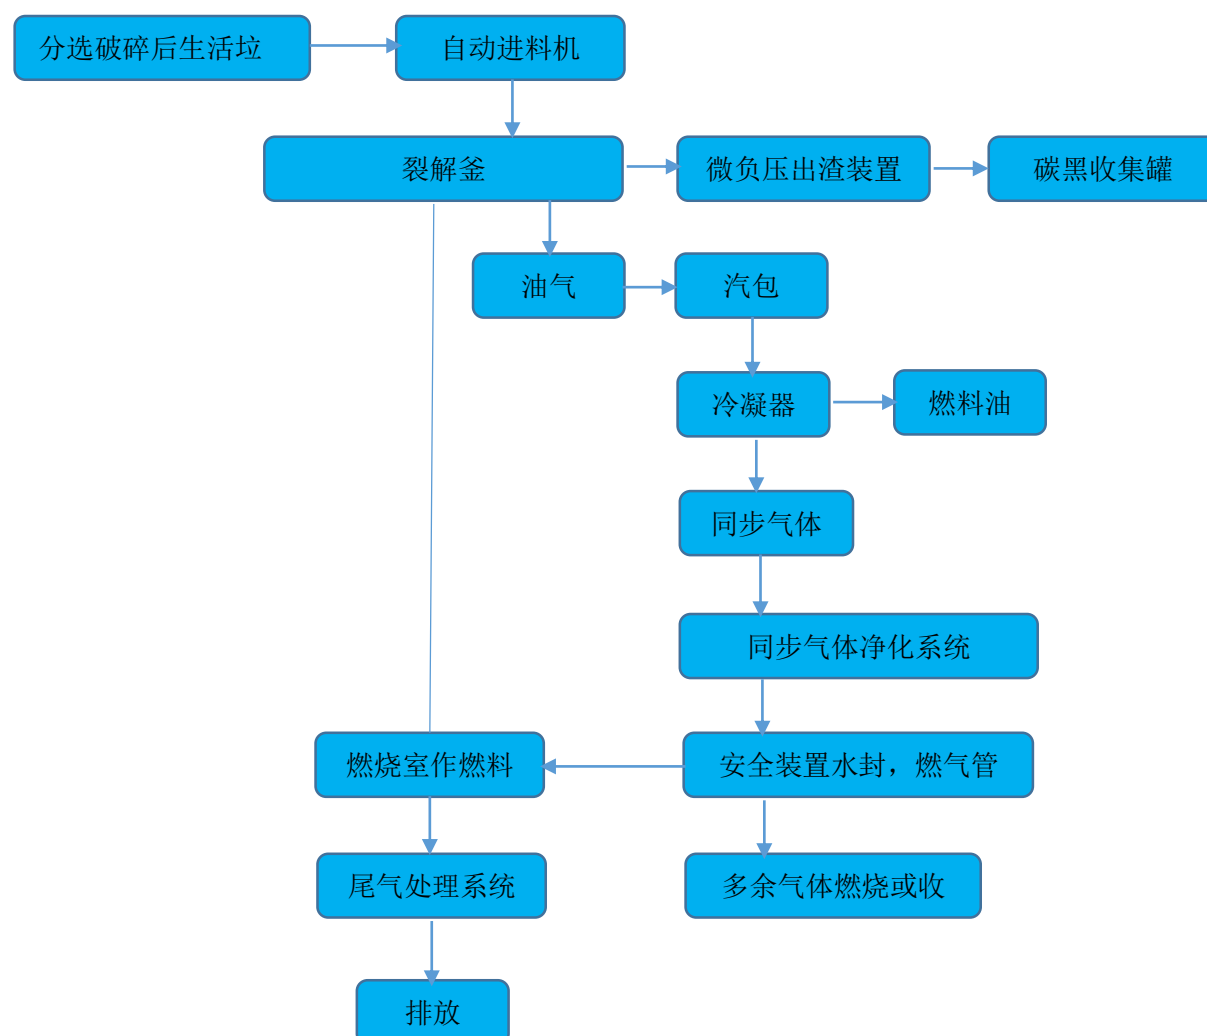 分选破碎后生活垃
自动进料机
裂解釜
微负压出渣装置
碳黑收集罐
油气
汽包
冷凝器
燃料油
同步气体
同步气体净化系统
燃烧室作燃料
安全装置水封，燃气管
尾气处理系统
多余气体燃烧或收
排放